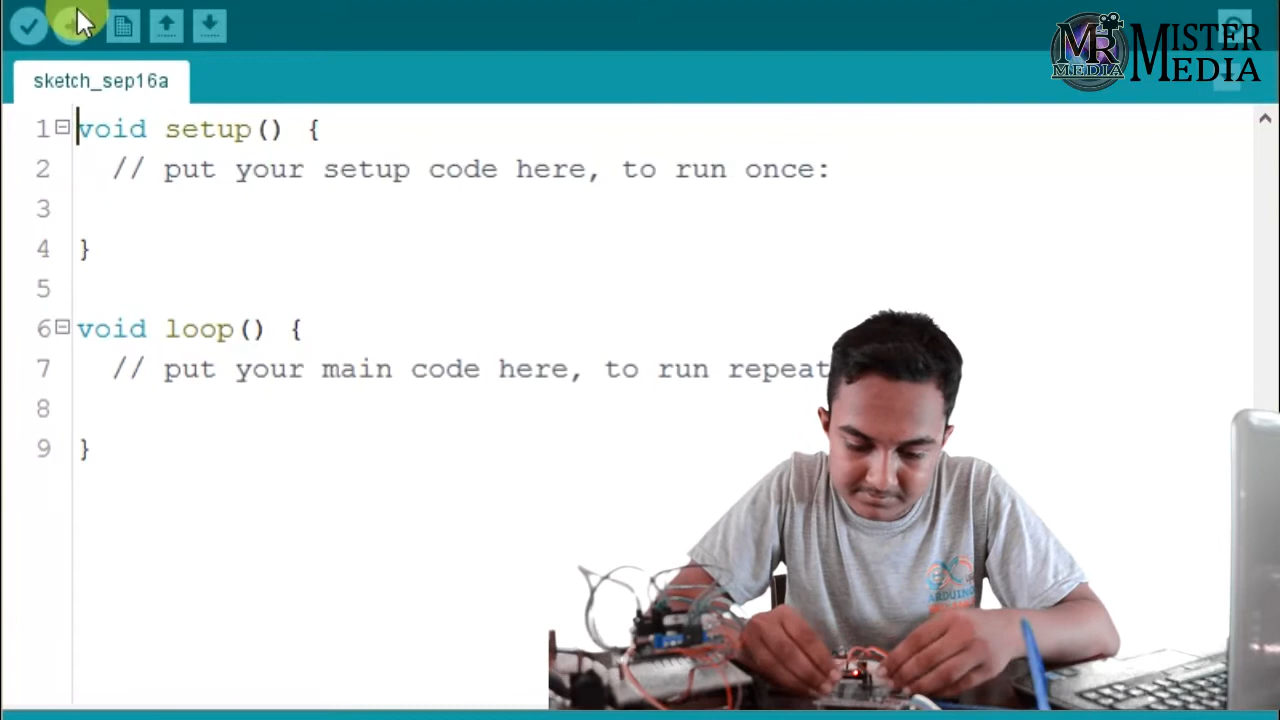 MISTER
MEDIA
MR
MEDIA
sketch_sep16a
1 void setup() {
2 // put your setup code here, to run once:
3
4 }
5
6 void loop() {
7 // put your main code here, to run repeat
8
9 }
ARDUINO